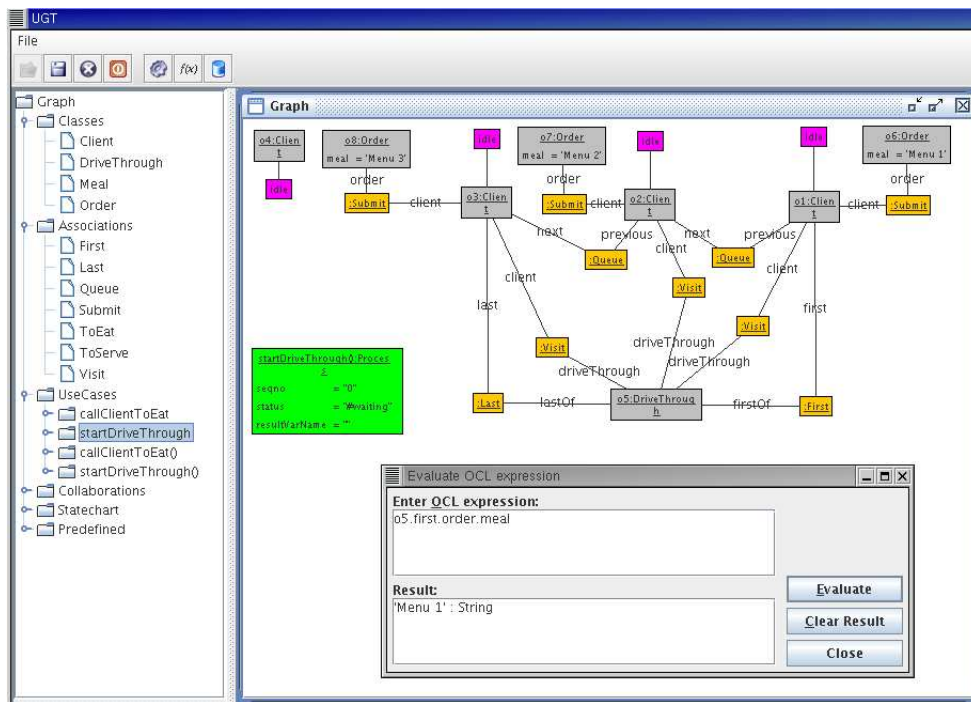 UGT
File
f(x)
Graph
Classes
Client
DriveThrough
Meal
Order
Associations
First
Last
Queue
Submit
ToEat
ToServe
Visit
UseCases
callClientToEat
startDriveThrough
callClientToEat()
startDriveThrough()
Collaborations
Statechart
Predefined
Graph
o4:Clien
t
idle
o8:Order
meal = 'Menu 3'
order
:Submit
client
idle
o3:Clien
t
o7:Order
meal = 'Menu 2'
order
:Submit
client
idle
o2:Clien
t
o6:Order
meal = 'Menu 1'
order
:Submit
client
idle
o1:Clien
t
next
previous
:Queue
next
previous
:Queue
client
:Visit
driveThrough
client
:Visit
driveThrough
client
:Visit
driveThrough
last
:Last
lastOf
first
:First
firstOf
o5:DriveThroug
h
startDriveThrough():Proces
s
seqno = "0"
status = "#waiting"
resultVarName = ""
Evaluate OCL expression
Enter OCL expression:
o5.first.order.meal
Result:
'Menu 1' : String
Evaluate
Clear Result
Close